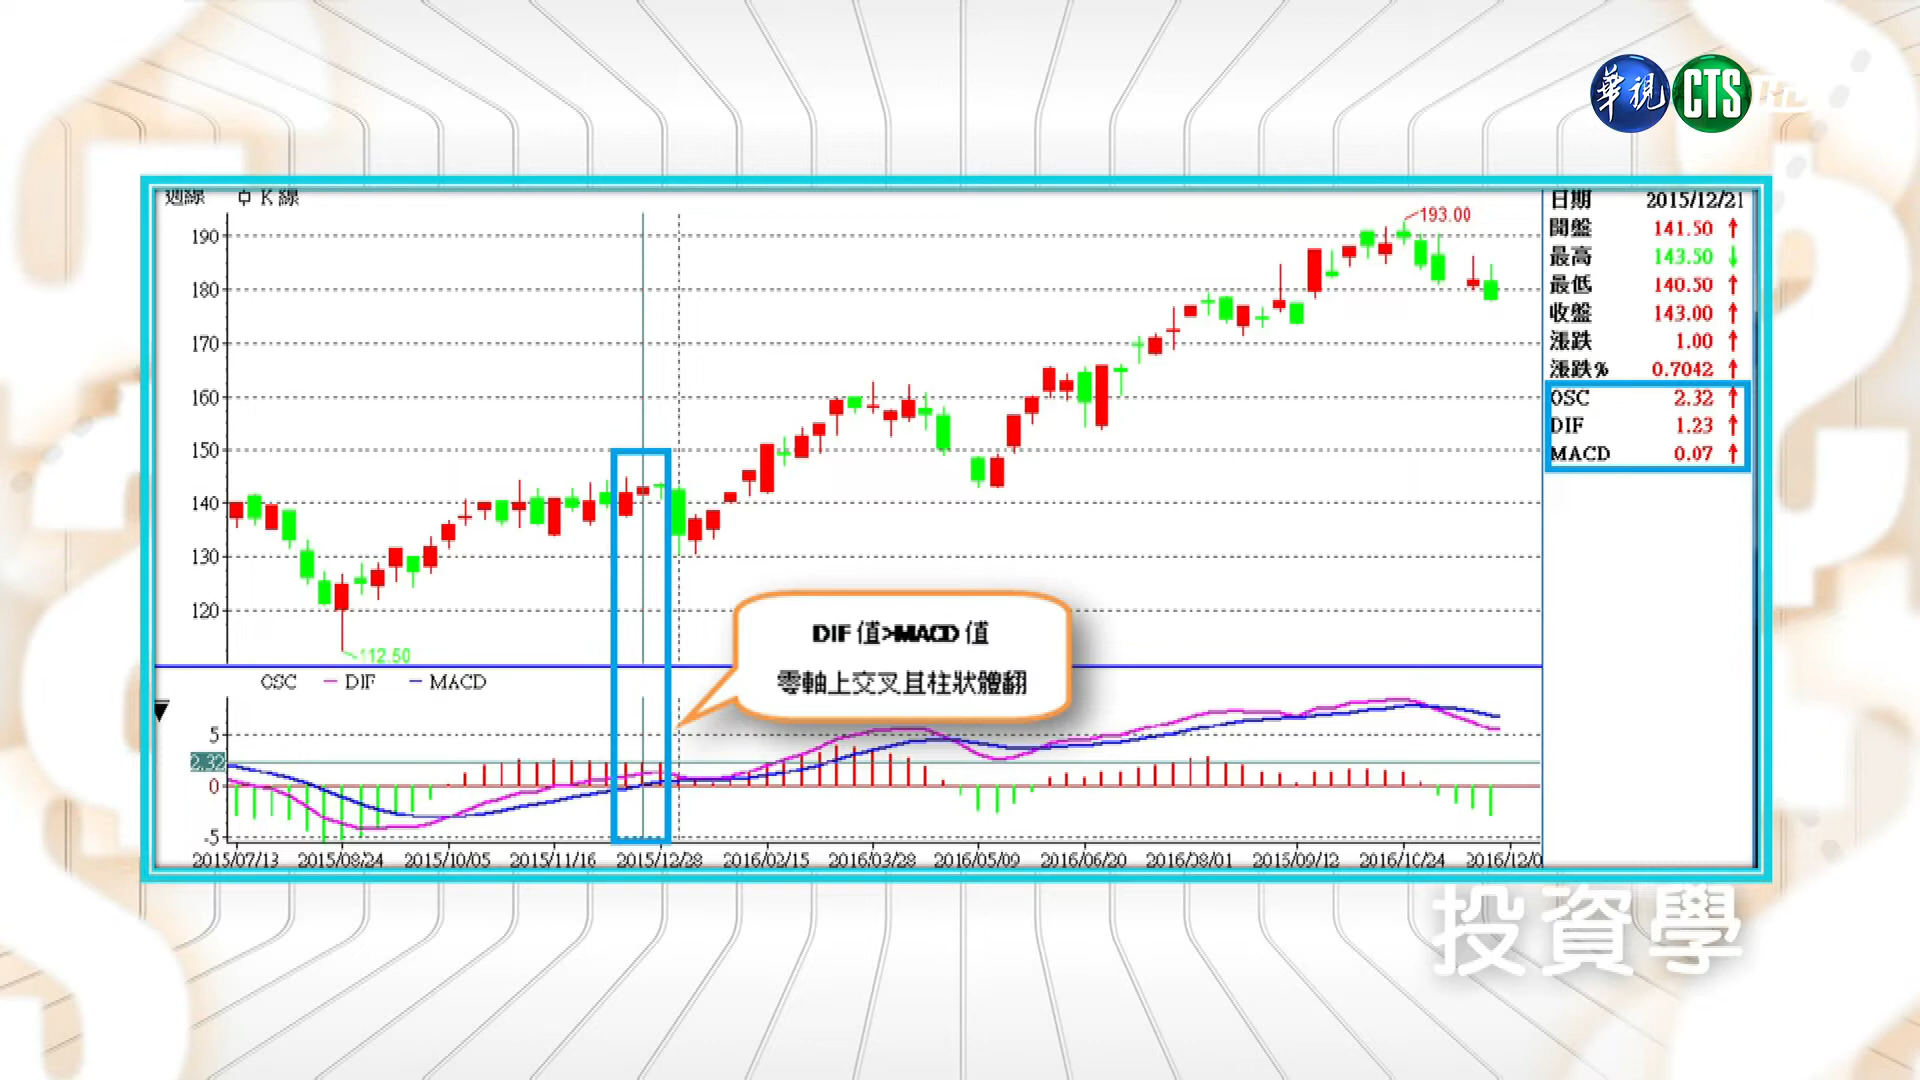 華視 CTS HD
週線 K線
193.00
190
180
170
160
150
140
130
120
112.50
日期 2015/12/21
開盤 141.50 ↑
最高 143.50 ↓
最低 140.50 ↑
收盤 143.00 ↑
漲跌 1.00 ↑
漲跌% 0.7042 ↑
OSC 2.32 ↑
DIF 1.23 ↑
MACD 0.07 ↑
DIF 值>MACD 值
零軸上交叉且柱狀體翻
OSC DIF MACD
5
2.32
0
-5
2015/07/13 2015/08/24 2015/10/05 2015/11/16 2015/12/28 2016/02/15 2016/03/28 2016/05/09 2016/06/20 2016/08/01 2015/09/12 2016/10/24 2016/12/0
投資學